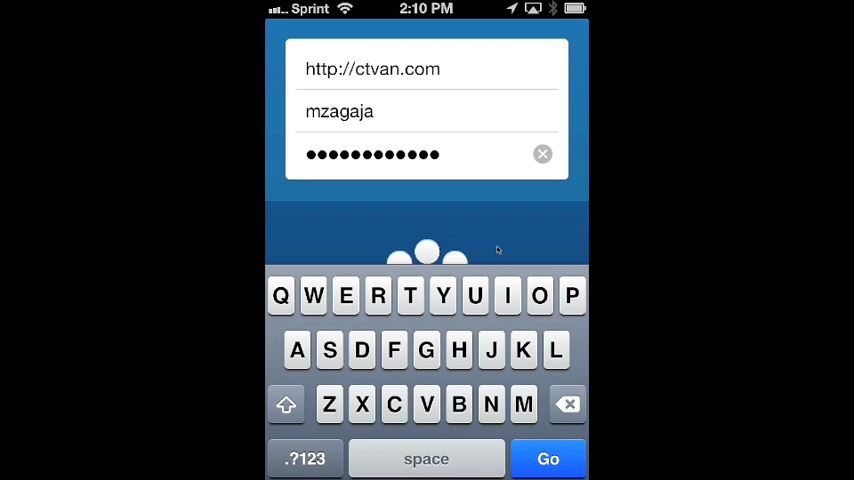 Sprint 2:10 PM
http://ctvan.com
mzagaja
●●●●●●●●●●●●
Q W E R T Y U I O P
A S D F G H J K L
Z X C V B N M
.?123 space Go